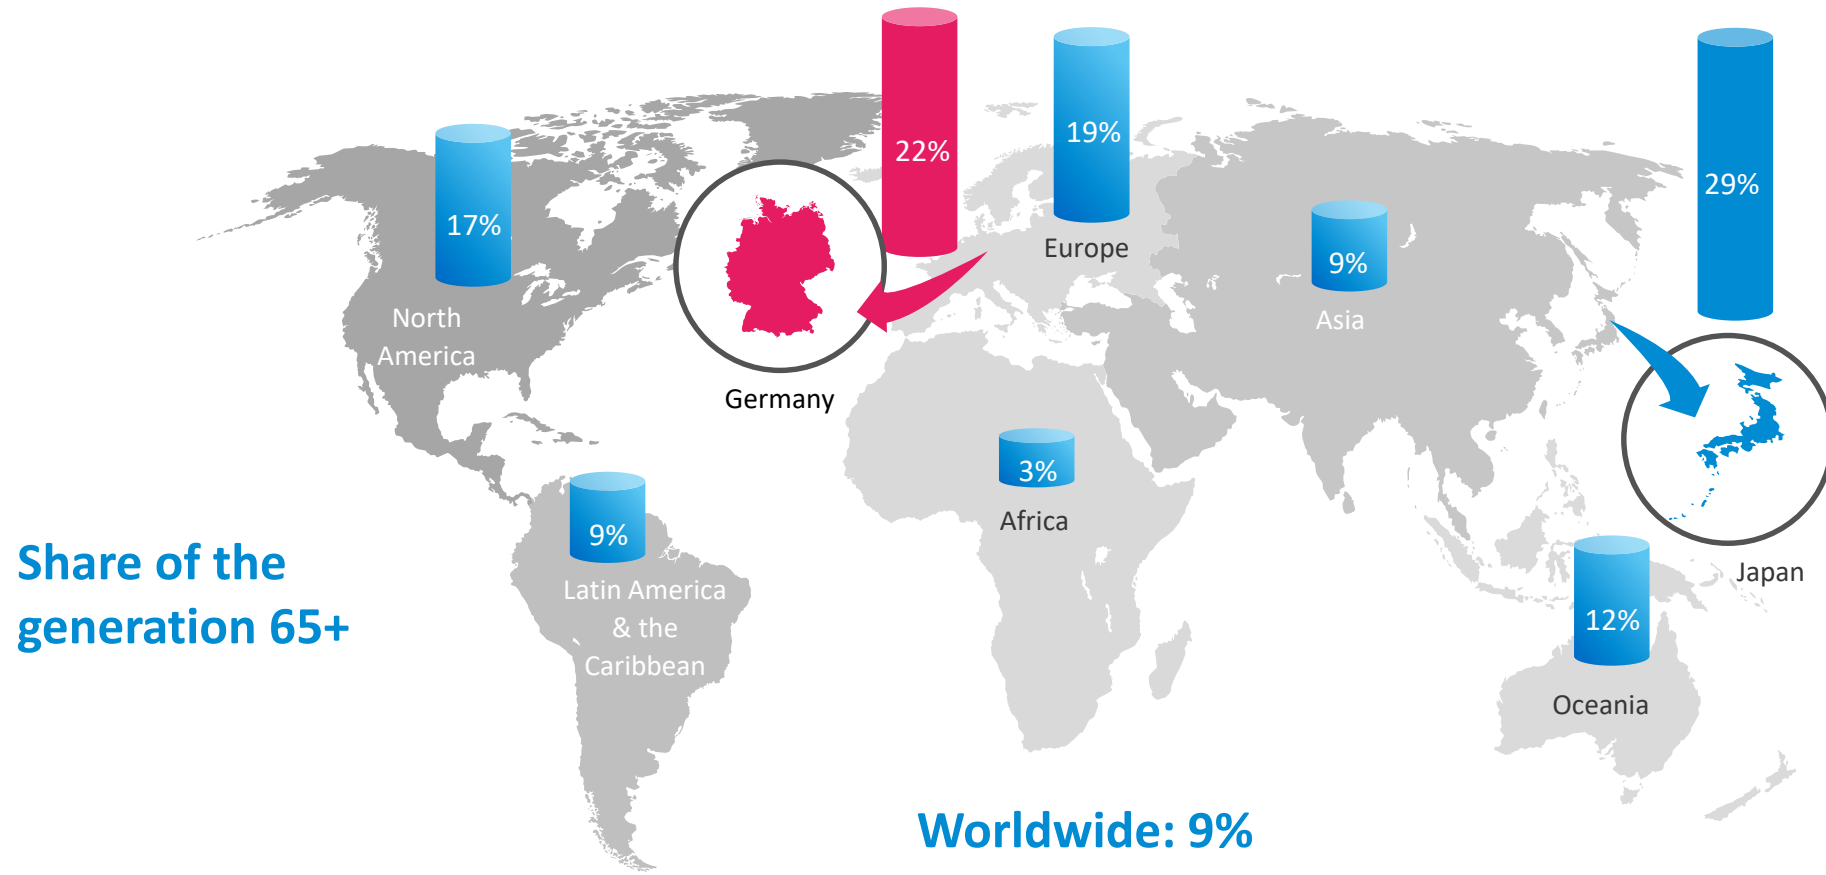 22%
19%
29%
17%
Europe
9%
North
America
Asia
Germany
3%
Africa
9%
Share of the
generation 65+
Latin America
& the
Caribbean
Japan
12%
Oceania
Worldwide: 9%